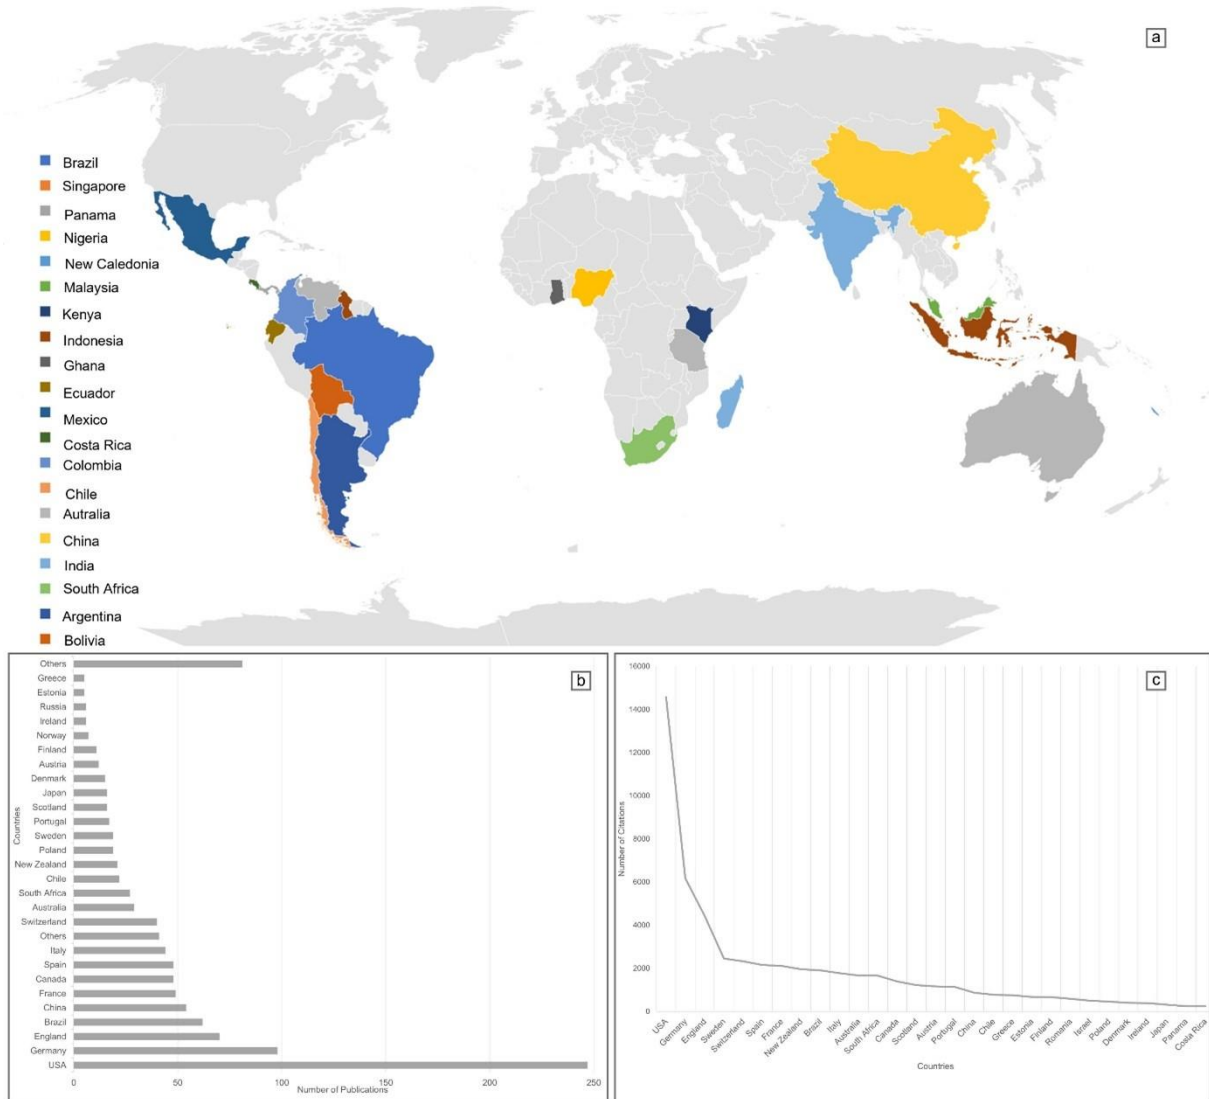 a
Brazil
Singapore
Panama
Nigeria
New Caledonia
Malaysia
Kenya
Indonesia
Ghana
Ecuador
Mexico
Costa Rica
Colombia
Chile
Autralia
China
India
South Africa
Argentina
Bolivia
b
Countries
Others
Greece
Estonia
Russia
Ireland
Norway
Finland
Austria
Denmark
Japan
Scotland
Portugal
Sweden
Poland
New Zealand
Chile
South Africa
Australia
Switzerland
Others
Italy
Spain
Canada
France
China
Brazil
England
Germany
USA
0 50 100 150 200 250
Number of Publications
c
Number of Citations
16000
14000
12000
10000
8000
6000
4000
2000
0
USA
Germany
England
Sweden
Switzerland
Spain
France
New Zealand
Brazil
Italy
Australia
South Africa
Canada
Scotland
Austria
Portugal
China
Chile
Greece
Estonia
Finland
Romania
Israel
Poland
Denmark
Ireland
Japan
Panama
Costa Rica
Countries